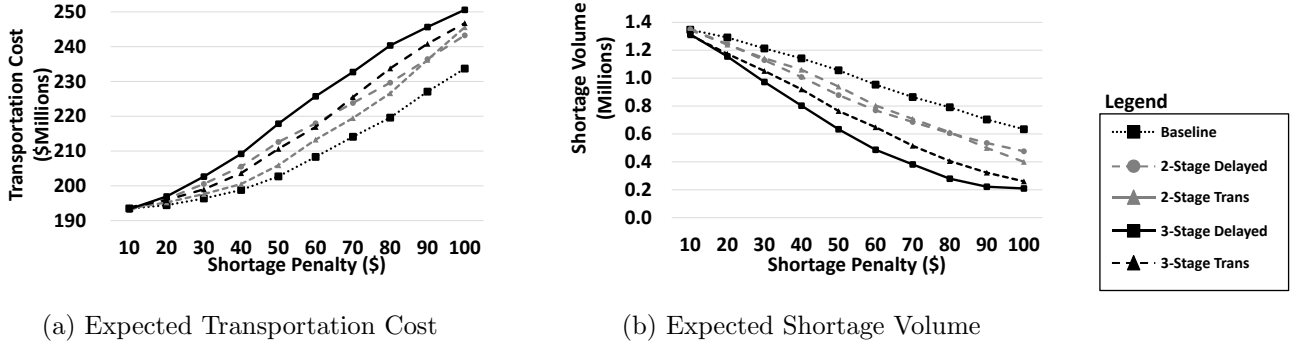 Transportation Cost
($Millions)
250
240
230
220
210
200
190
10 20 30 40 50 60 70 80 90 100
Shortage Penalty ($)
(a) Expected Transportation Cost
Shortage Volume
(Millions)
1.4
1.2
1.0
0.8
0.6
0.4
0.2
0.0
10 20 30 40 50 60 70 80 90 100
Shortage Penalty ($)
(b) Expected Shortage Volume
Legend
Baseline
2-Stage Delayed
2-Stage Trans
3-Stage Delayed
3-Stage Trans